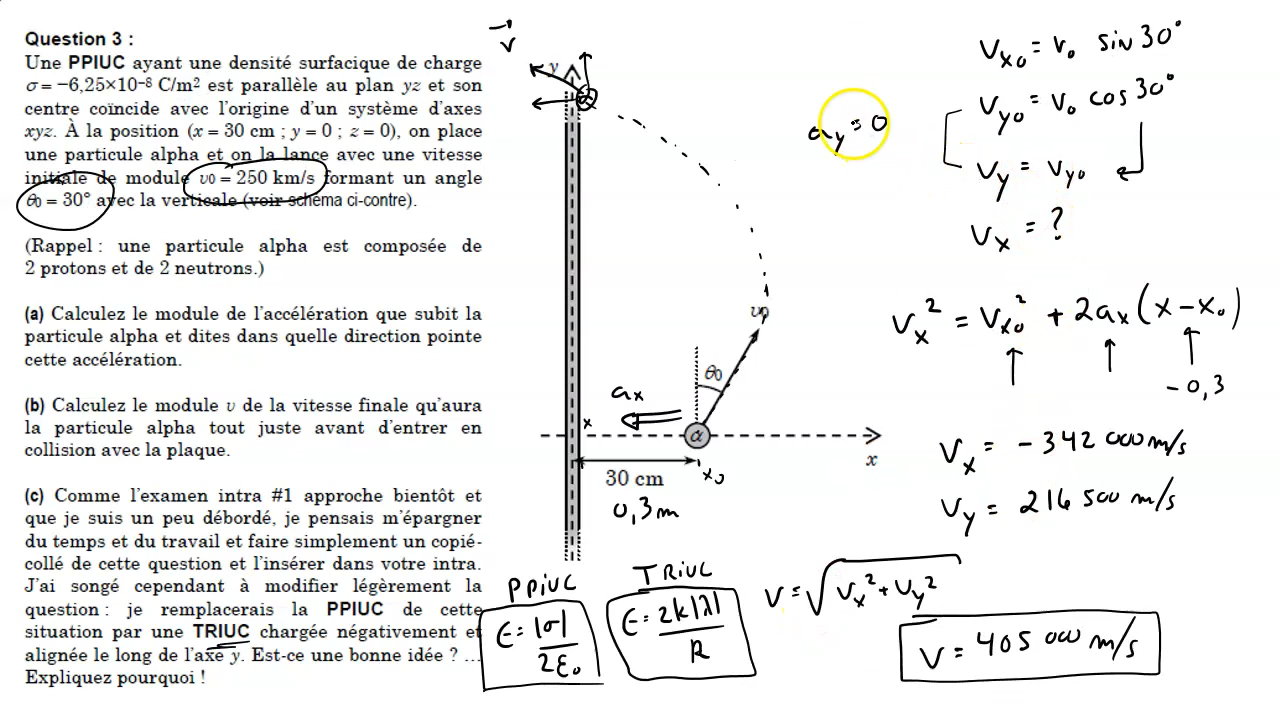 Question 3 :
Une PPIUC ayant une densité surfacique de charge
σ = −6,25×10⁻⁸ C/m² est parallèle au plan yz et son
centre coïncide avec l'origine d'un système d'axes
xyz. À la position (x = 30 cm ; y = 0 ; z = 0), on place
une particule alpha et on la lance avec une vitesse
initiale de module v0 = 250 km/s formant un angle
θ0 = 30° avec la verticale (voir schéma ci-contre).
(Rappel : une particule alpha est composée de
2 protons et de 2 neutrons.)
(a) Calculez le module de l'accélération que subit la
particule alpha et dites dans quelle direction pointe
cette accélération.
(b) Calculez le module v de la vitesse finale qu'aura
la particule alpha tout juste avant d'entrer en
collision avec la plaque.
(c) Comme l'examen intra #1 approche bientôt et
que je suis un peu débordé, je pensais m'épargner
du temps et du travail et faire simplement un copié-
collé de cette question et l'insérer dans votre intra.
J'ai songé cependant à modifier légèrement la
question : je remplacerais la PPIUC de cette
situation par une TRIUC chargée négativement et
alignée le long de l'axe y. Est-ce une bonne idée ? …
Expliquez pourquoi !
v⃗
y
α
v0
θ0
ax
x
α
x
30 cm
x0
0,3 m
PPiUC
E = |σ| / 2ε0
TRiUC
E = 2k|λ| / R
ay = 0
Vx0 = V0 sin 30°
Vy0 = V0 cos 30°
Vy = Vy0
Vx = ?
Vx² = Vx0² + 2ax (x − x0)
− 0,3
Vx = − 342 000 m/s
Vy = 216 500 m/s
V = √(Vx² + Vy²)
V = 405 000 m/s